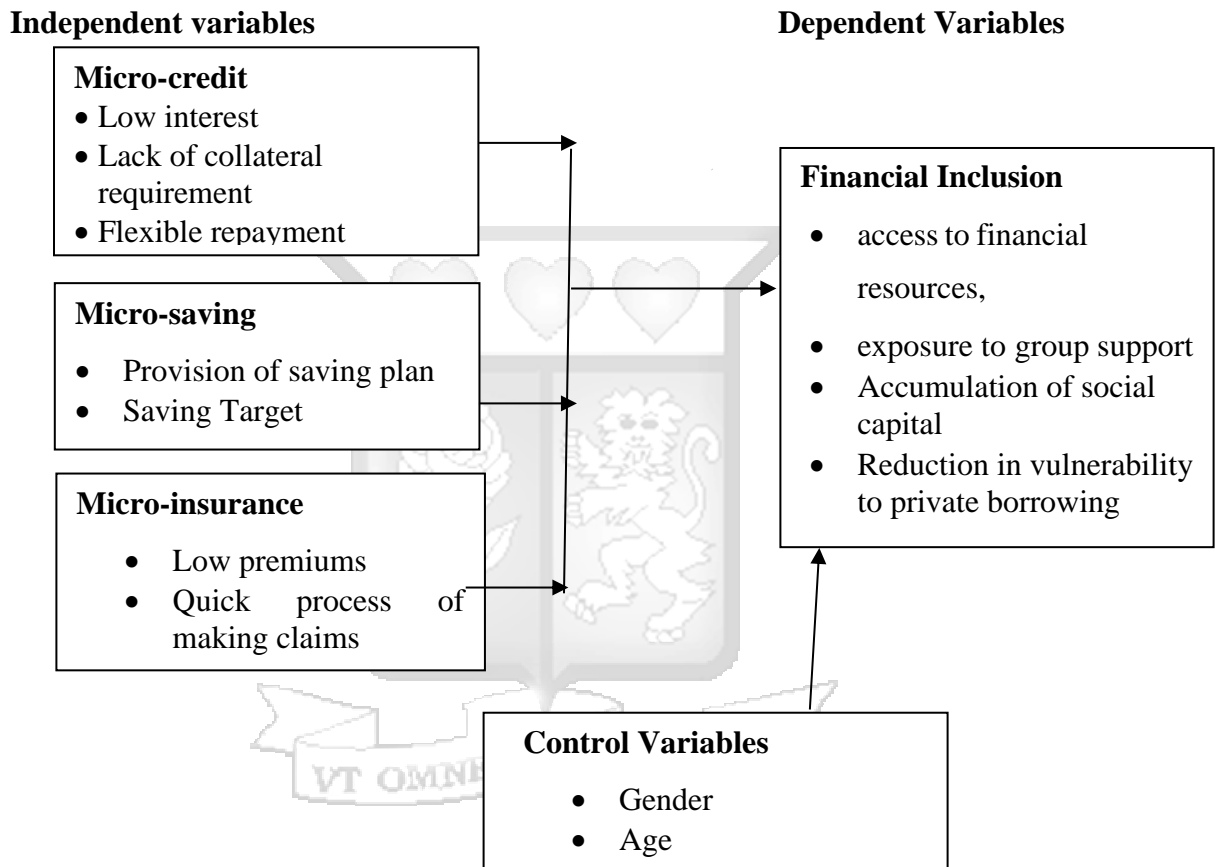 Independent variables
Dependent Variables
Micro-credit
• Low interest
• Lack of collateral
requirement
• Flexible repayment
Micro-saving
• Provision of saving plan
• Saving Target
Micro-insurance
• Low premiums
• Quick process of
making claims
Financial Inclusion
• access to financial
resources,
• exposure to group support
• Accumulation of social
capital
• Reduction in vulnerability
to private borrowing
Control Variables
• Gender
• Age
VT OMNE